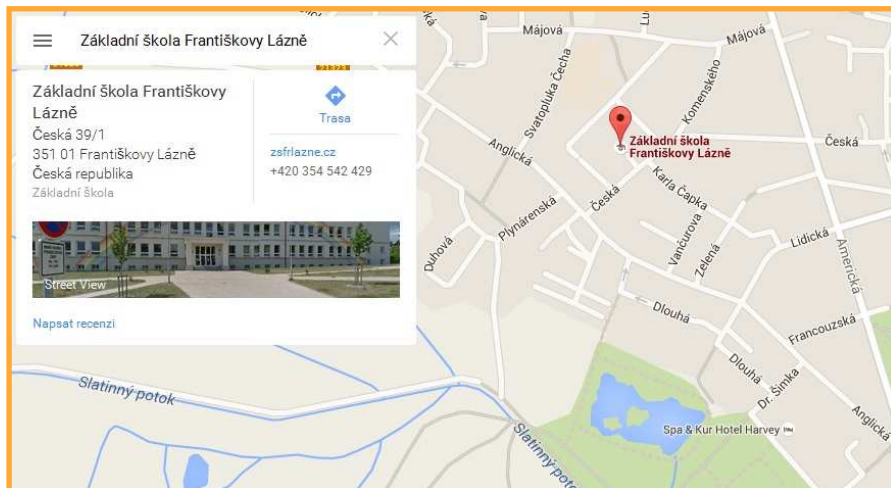 Základní škola Františkovy Lázně
Základní škola Františkovy
Lázně
Česká 39/1
351 01 Františkovy Lázně
Česká republika
Základní škola
Trasa
zsfrlazne.cz
+420 354 542 429
Street View
Napsat recenzi
Májová
Májová
Svatopluka Čecha
Komenského
Anglická
Základní škola
Františkovy Lázně
Česká
Karla Čapka
Česká
Plynárenská
Duhová
Vančurova
Zelená
Lidická
Americká
Dlouhá
Francouzská
Dlouhá
Dr. Šimka
Anglická
Spa & Kur Hotel Harvey
Slatinný potok
Slatinný potok